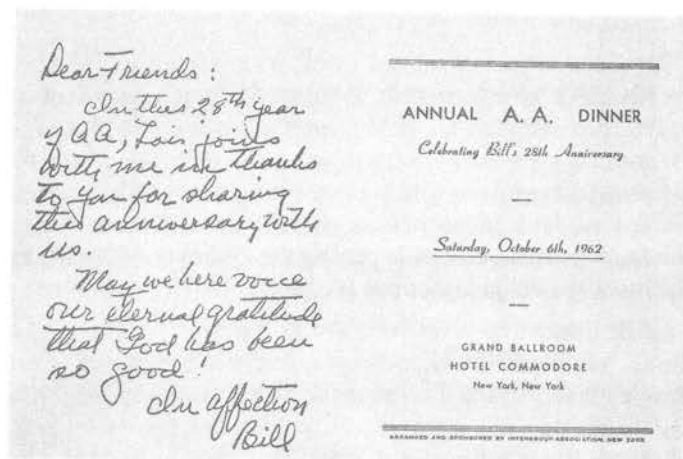 Dear Friends:
In this 28th year
of AA, Lois joins
with me in thanks
to you for sharing
this anniversary with
us.
May we here voice
our eternal gratitude
that God has been
so good!
In affection
Bill
ANNUAL A. A. DINNER
Celebrating Bill's 28th Anniversary
Saturday, October 6th, 1962
GRAND BALLROOM
HOTEL COMMODORE
New York, New York
ARRANGED AND SPONSORED BY INTERGROUP ASSOCIATION, NEW YORK